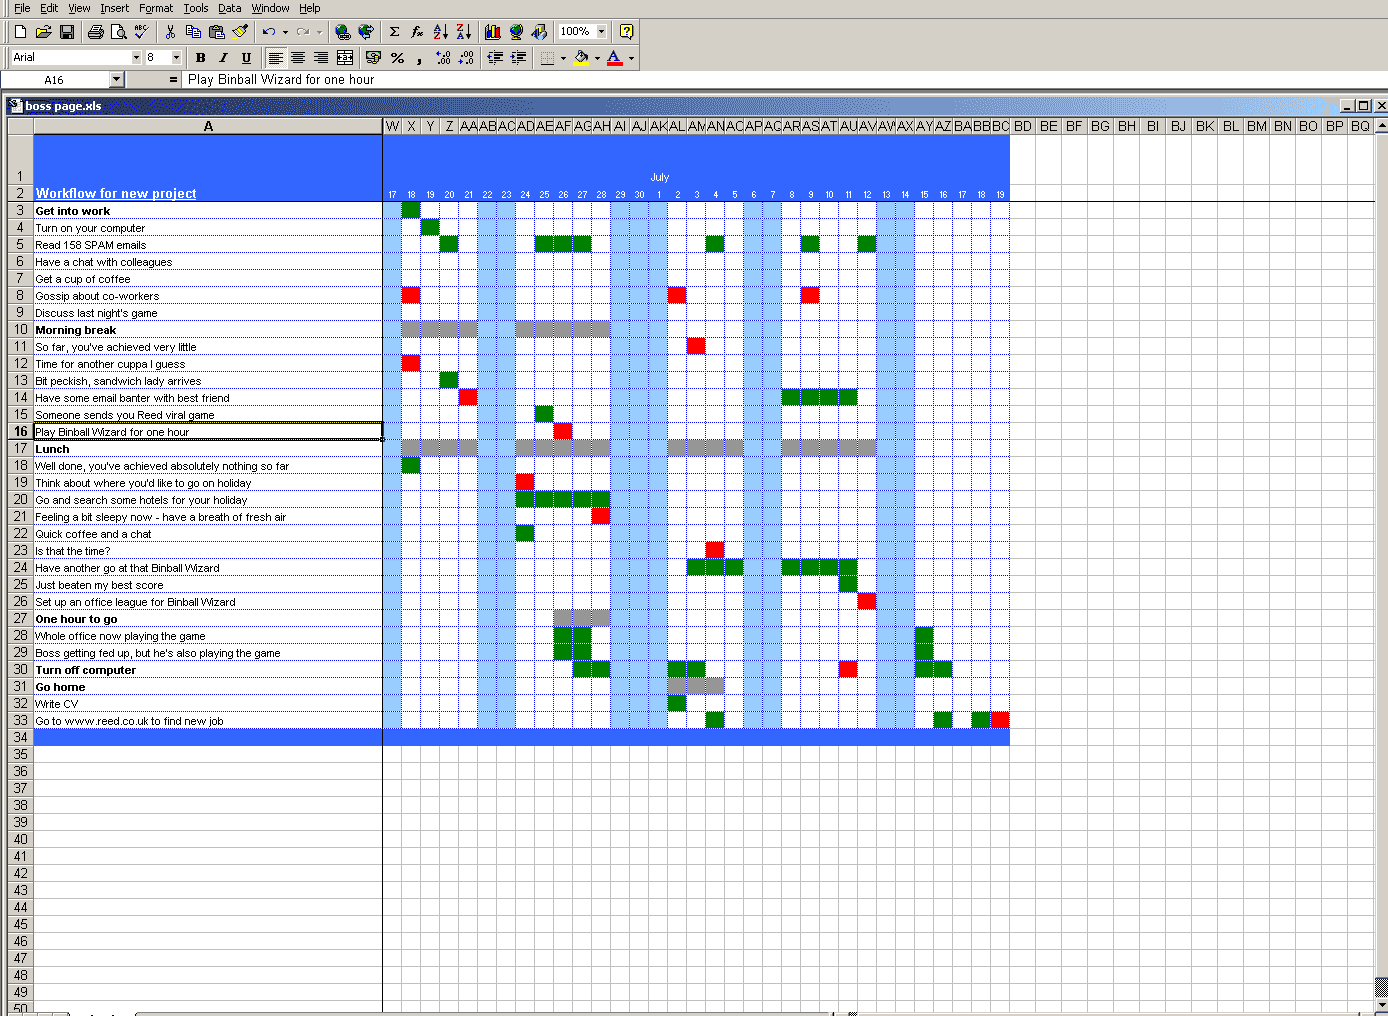 File Edit View Insert Format Tools Data Window Help
100%
Arial 8 B I U
A16 = Play Binball Wizard for one hour
boss page.xls
A W X Y Z AA AB AC AD AE AF AG AH AI AJ AK AL AM AN AO AP AQ AR AS AT AU AV AW AX AY AZ BA BB BC BD BE BF BG BH BI BJ BK BL BM BN BO BP BQ
1 July
2 Workflow for new project 17 18 19 20 21 22 23 24 25 26 27 28 29 30 1 2 3 4 5 6 7 8 9 10 11 12 13 14 15 16 17 18 19
3 Get into work
4 Turn on your computer
5 Read 158 SPAM emails
6 Have a chat with colleagues
7 Get a cup of coffee
8 Gossip about co-workers
9 Discuss last night's game
10 Morning break
11 So far, you've achieved very little
12 Time for another cuppa I guess
13 Bit peckish, sandwich lady arrives
14 Have some email banter with best friend
15 Someone sends you Reed viral game
16 Play Binball Wizard for one hour
17 Lunch
18 Well done, you've achieved absolutely nothing so far
19 Think about where you'd like to go on holiday
20 Go and search some hotels for your holiday
21 Feeling a bit sleepy now - have a breath of fresh air
22 Quick coffee and a chat
23 Is that the time?
24 Have another go at that Binball Wizard
25 Just beaten my best score
26 Set up an office league for Binball Wizard
27 One hour to go
28 Whole office now playing the game
29 Boss getting fed up, but he's also playing the game
30 Turn off computer
31 Go home
32 Write CV
33 Go to www.reed.co.uk to find new job
34
35
36
37
38
39
40
41
42
43
44
45
46
47
48
49
50